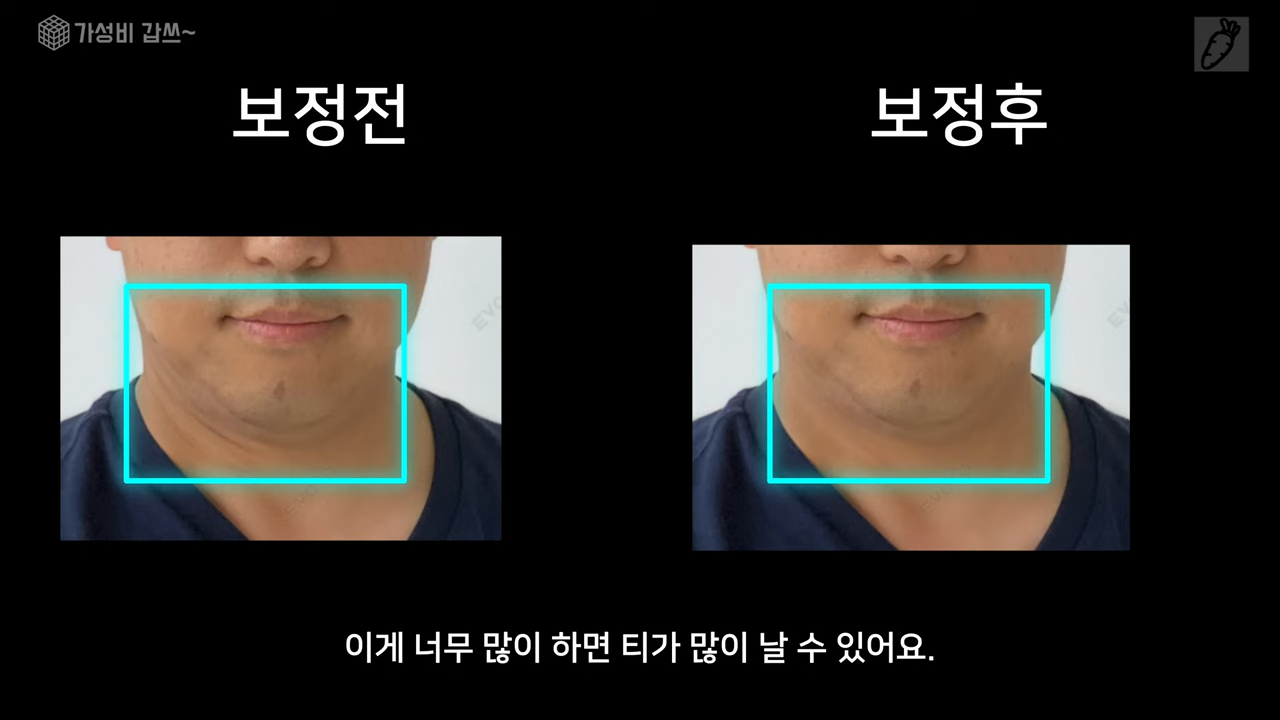 가성비 갑쓰~
보정전
보정후
이게 너무 많이 하면 티가 많이 날 수 있어요.